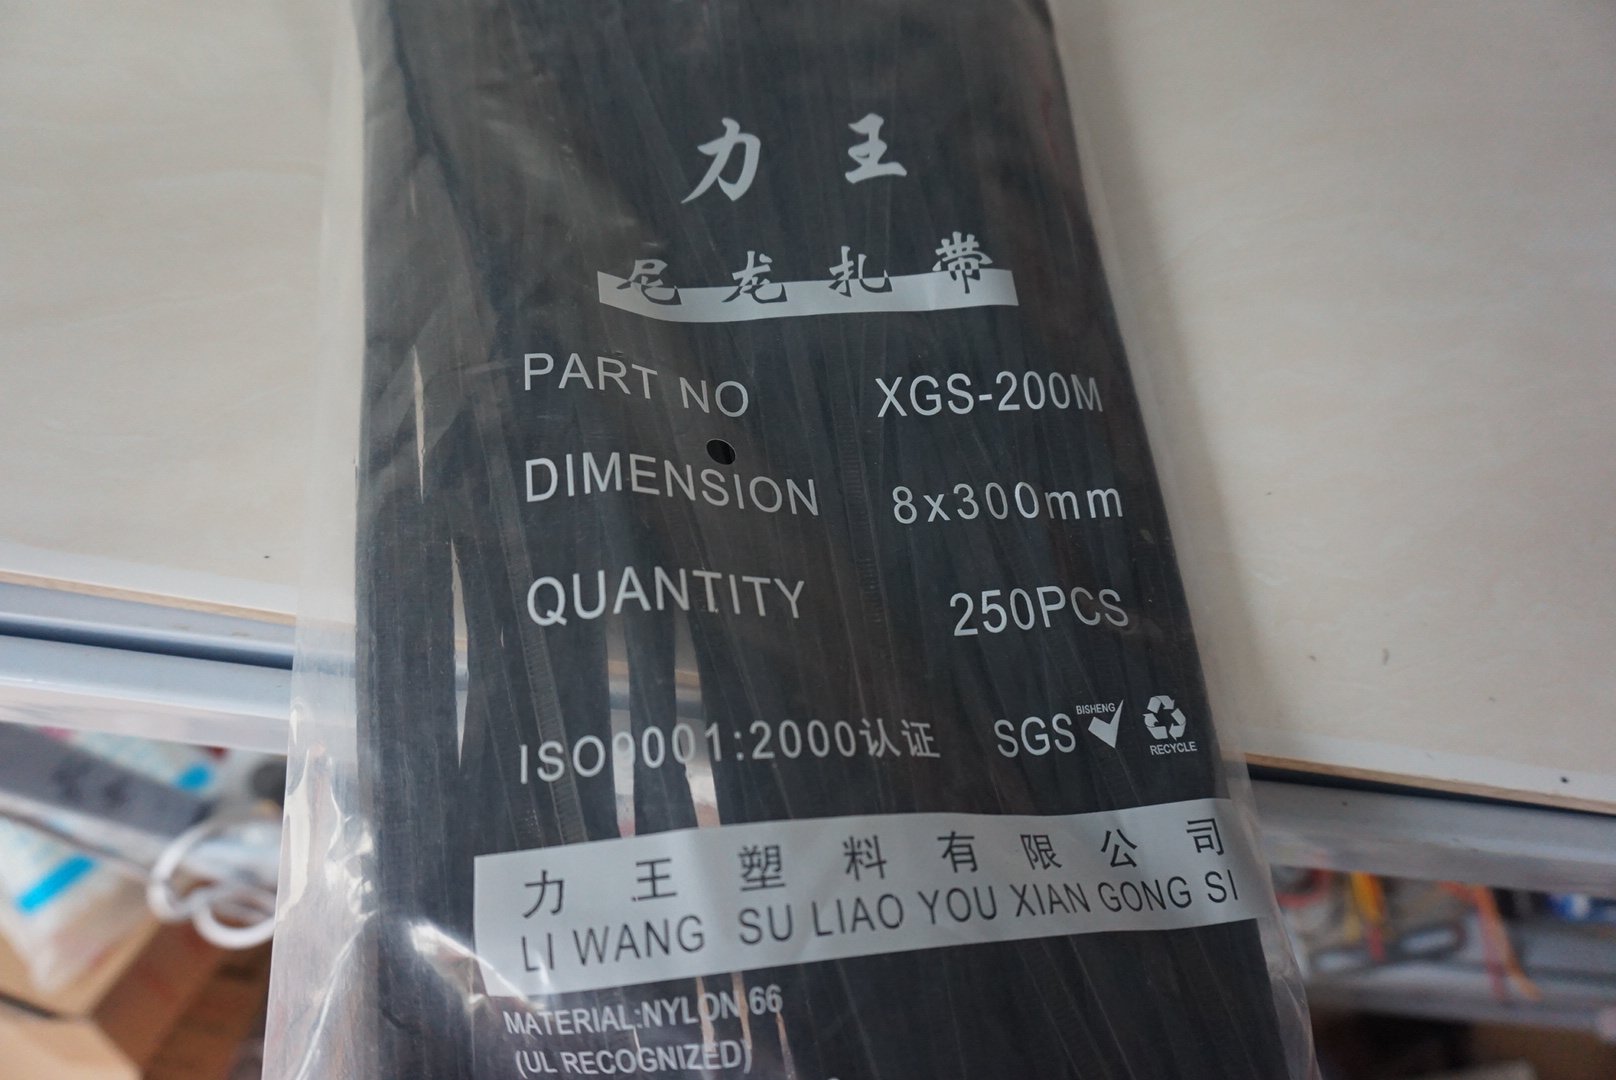 力王
尼龙扎带
PART NO XGS-200M
DIMENSION 8x300mm
QUANTITY 250PCS
ISO9001:2000认证 SGS BISHENG RECYCLE
力王塑料有限公司
LI WANG SU LIAO YOU XIAN GONG SI
MATERIAL:NYLON 66
(UL RECOGNIZED)